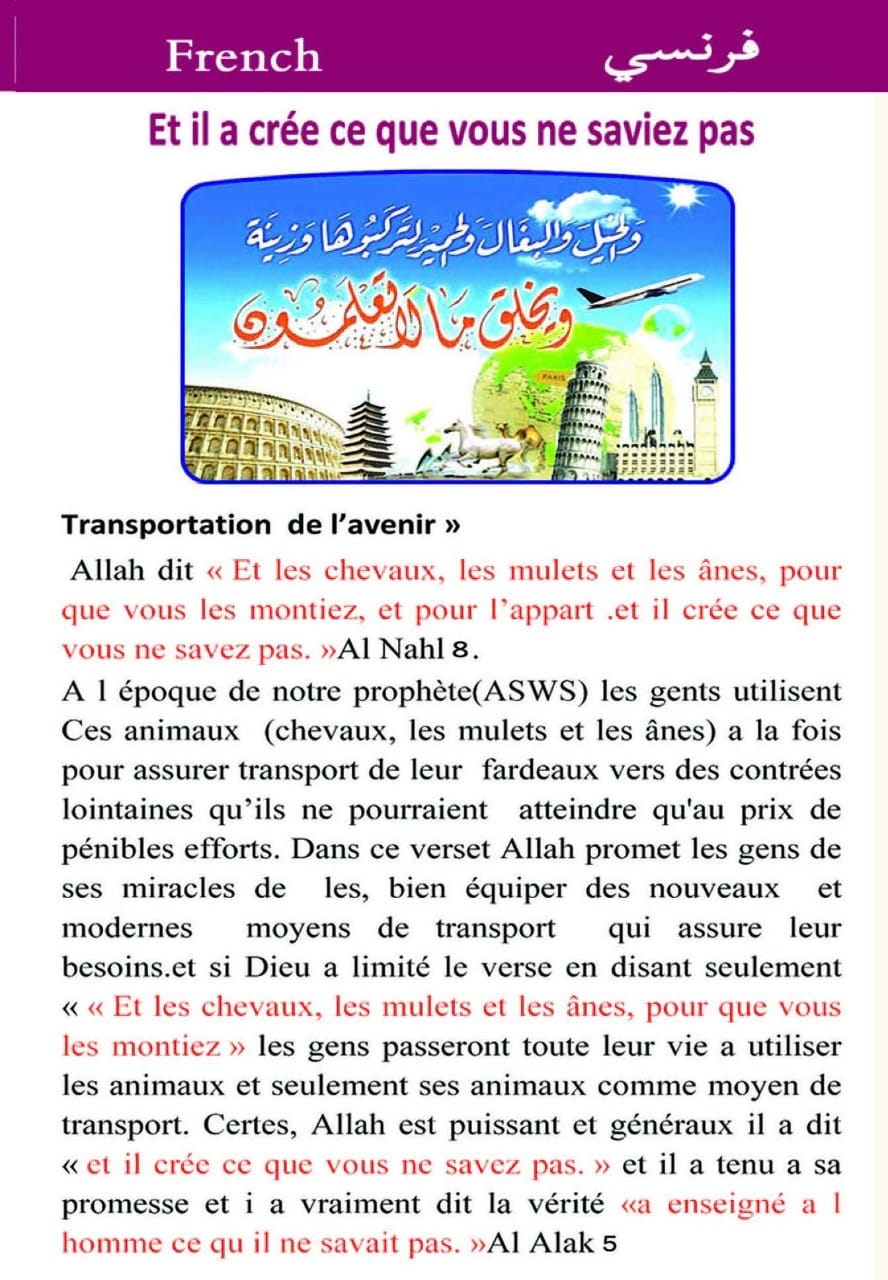 French
فرنسي
Et il a crée ce que vous ne saviez pas
والخيل والبغال والحمير لتركبوها وزينة
ويخلق ما لا تعلمون
PARIS
Transportation de l’avenir »
Allah dit « Et les chevaux, les mulets et les ânes, pour
que vous les montiez, et pour l’appart .et il crée ce que
vous ne savez pas. »Al Nahl 8.
A l époque de notre prophète(ASWS) les gents utilisent
Ces animaux (chevaux, les mulets et les ânes) a la fois
pour assurer transport de leur fardeaux vers des contrées
lointaines qu’ils ne pourraient atteindre qu'au prix de
pénibles efforts. Dans ce verset Allah promet les gens de
ses miracles de les, bien équiper des nouveaux et
modernes moyens de transport qui assure leur
besoins.et si Dieu a limité le verse en disant seulement
« « Et les chevaux, les mulets et les ânes, pour que vous
les montiez » les gens passeront toute leur vie a utiliser
les animaux et seulement ses animaux comme moyen de
transport. Certes, Allah est puissant et généraux il a dit
« et il crée ce que vous ne savez pas. » et il a tenu a sa
promesse et i a vraiment dit la vérité «a enseigné a l
homme ce qu il ne savait pas. »Al Alak 5